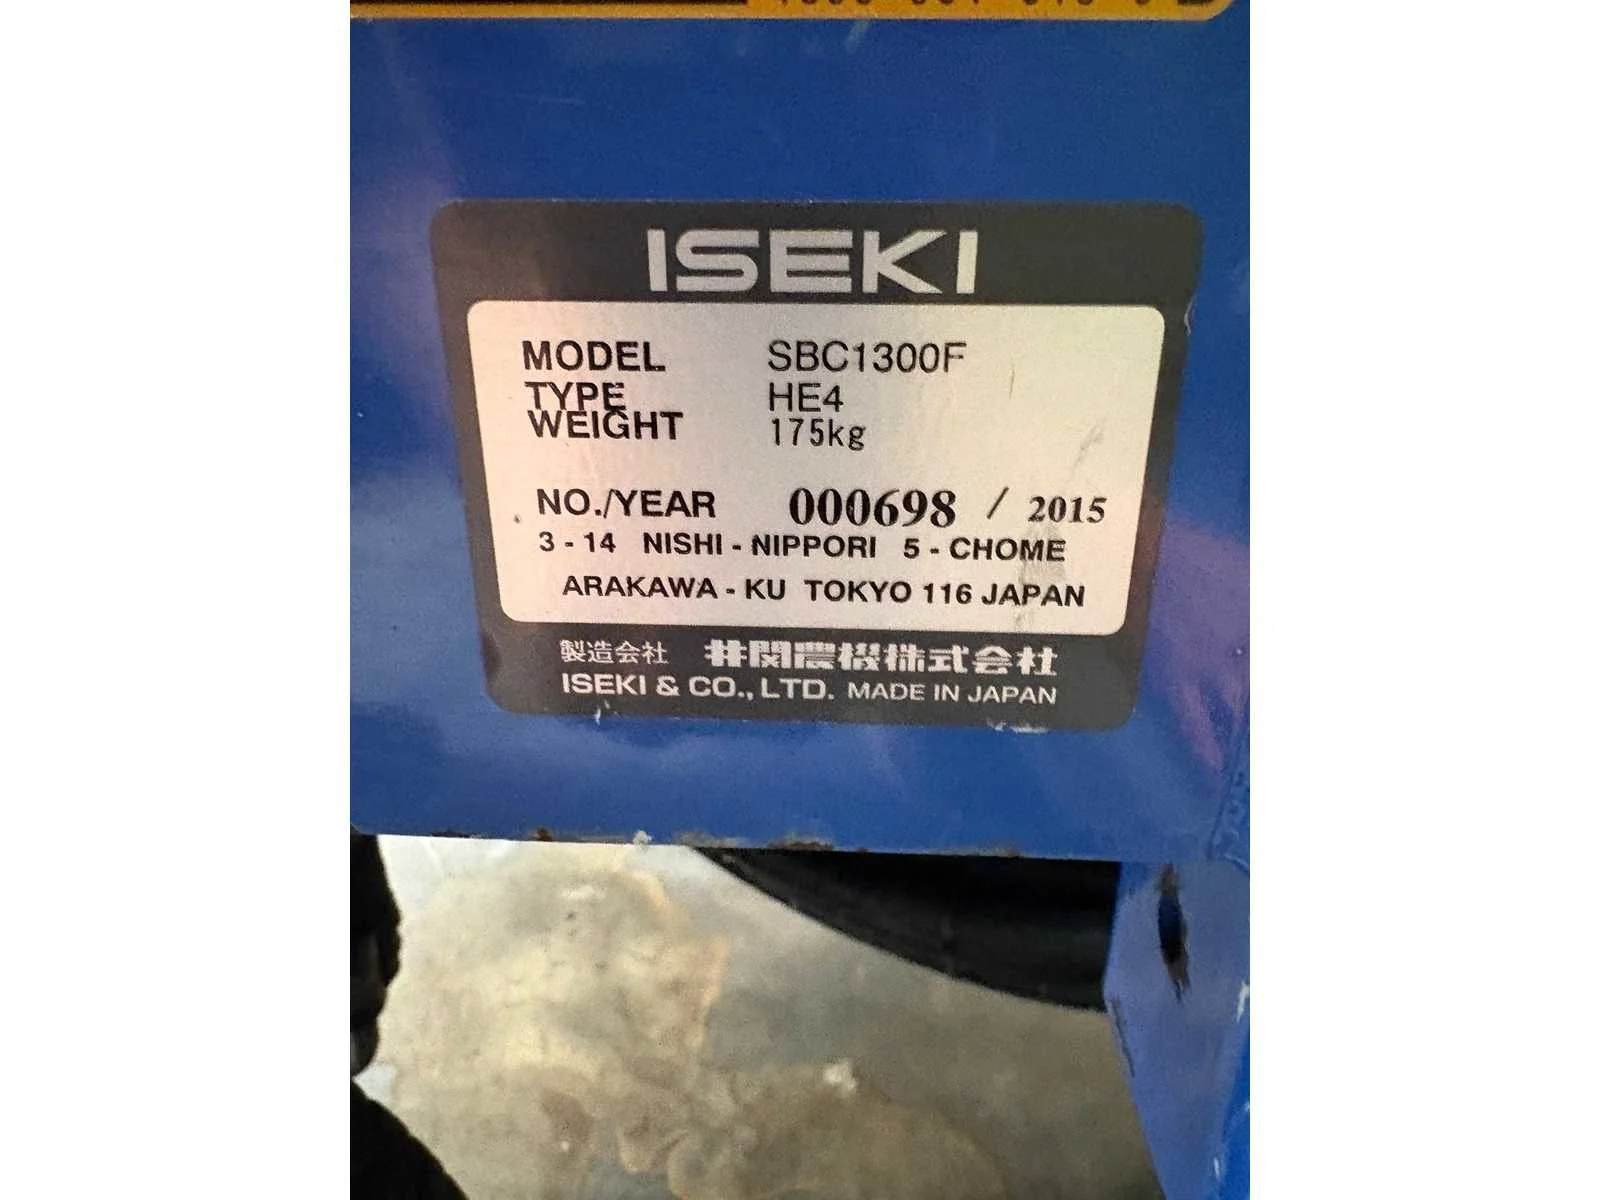 ISEKI
MODEL SBC1300F
TYPE HE4
WEIGHT 175kg
NO./YEAR 000698 / 2015
3 - 14 NISHI - NIPPORI 5 - CHOME
ARAKAWA - KU TOKYO 116 JAPAN
製造会社 井関農機株式会社
ISEKI & CO., LTD. MADE IN JAPAN